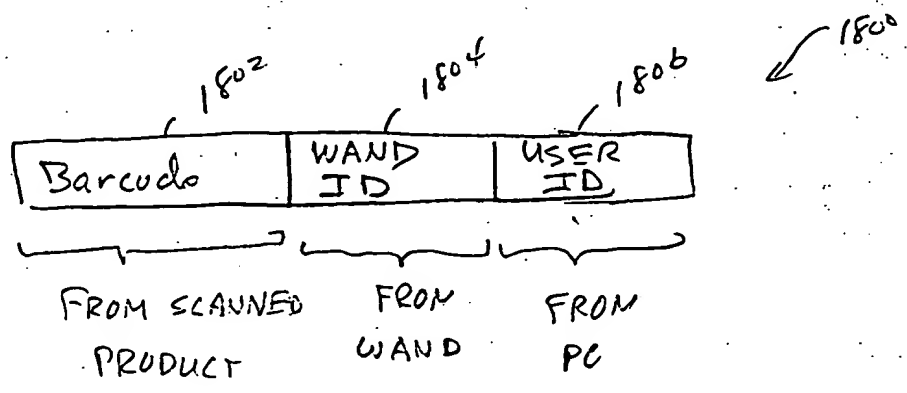 1800
1802 1804 1806
Barcode WAND USER
ID ID
FROM SCANNED FROM FROM
PRODUCT WAND PC